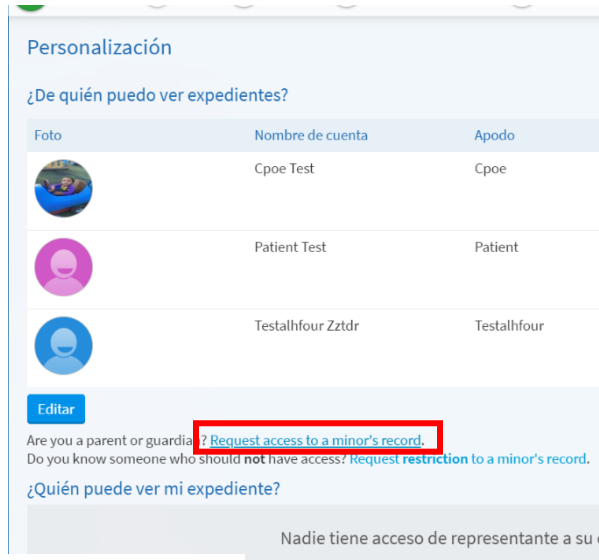 Personalización
¿De quién puedo ver expedientes?
Foto Nombre de cuenta Apodo
Cpoe Test Cpoe
Patient Test Patient
Testalhfour Zztdr Testalhfour
Editar
Are you a parent or guardian? Request access to a minor's record.
Do you know someone who should not have access? Request restriction to a minor's record.
¿Quién puede ver mi expediente?
Nadie tiene acceso de representante a su